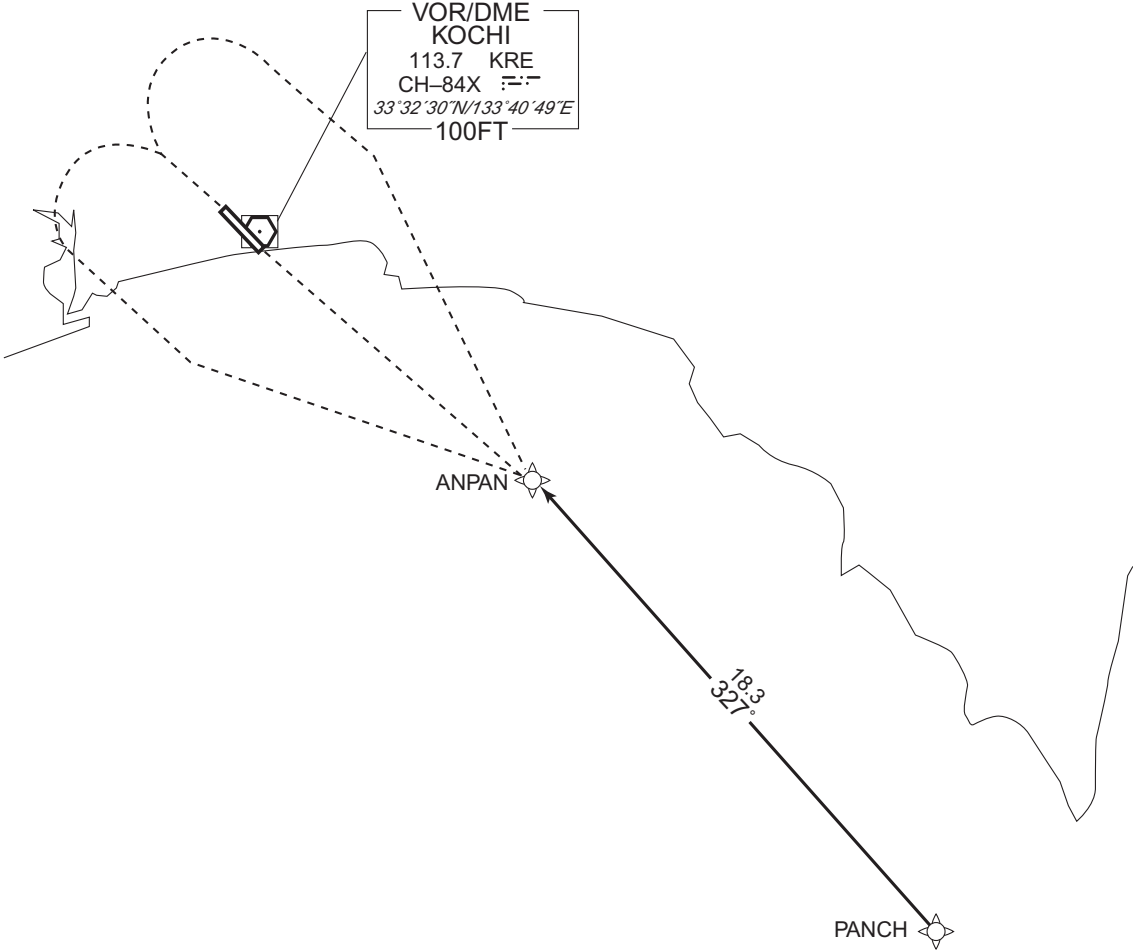 VOR/DME
KOCHI
113.7 KRE
CH–84X
33°32´30˝N/133°40´49˝E
100FT
ANPAN
18.3
327°
PANCH